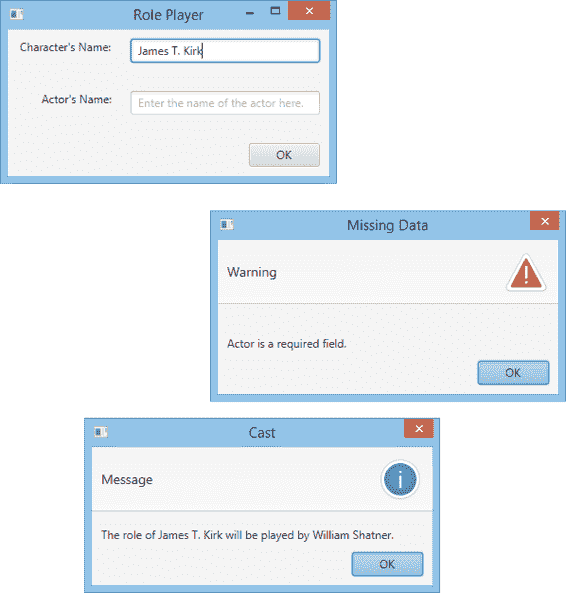 Role Player
Character's Name: James T. Kirk
Actor's Name: Enter the name of the actor here.
OK
Missing Data
Warning
Actor is a required field.
OK
Cast
Message
The role of James T. Kirk will be played by William Shatner.
OK